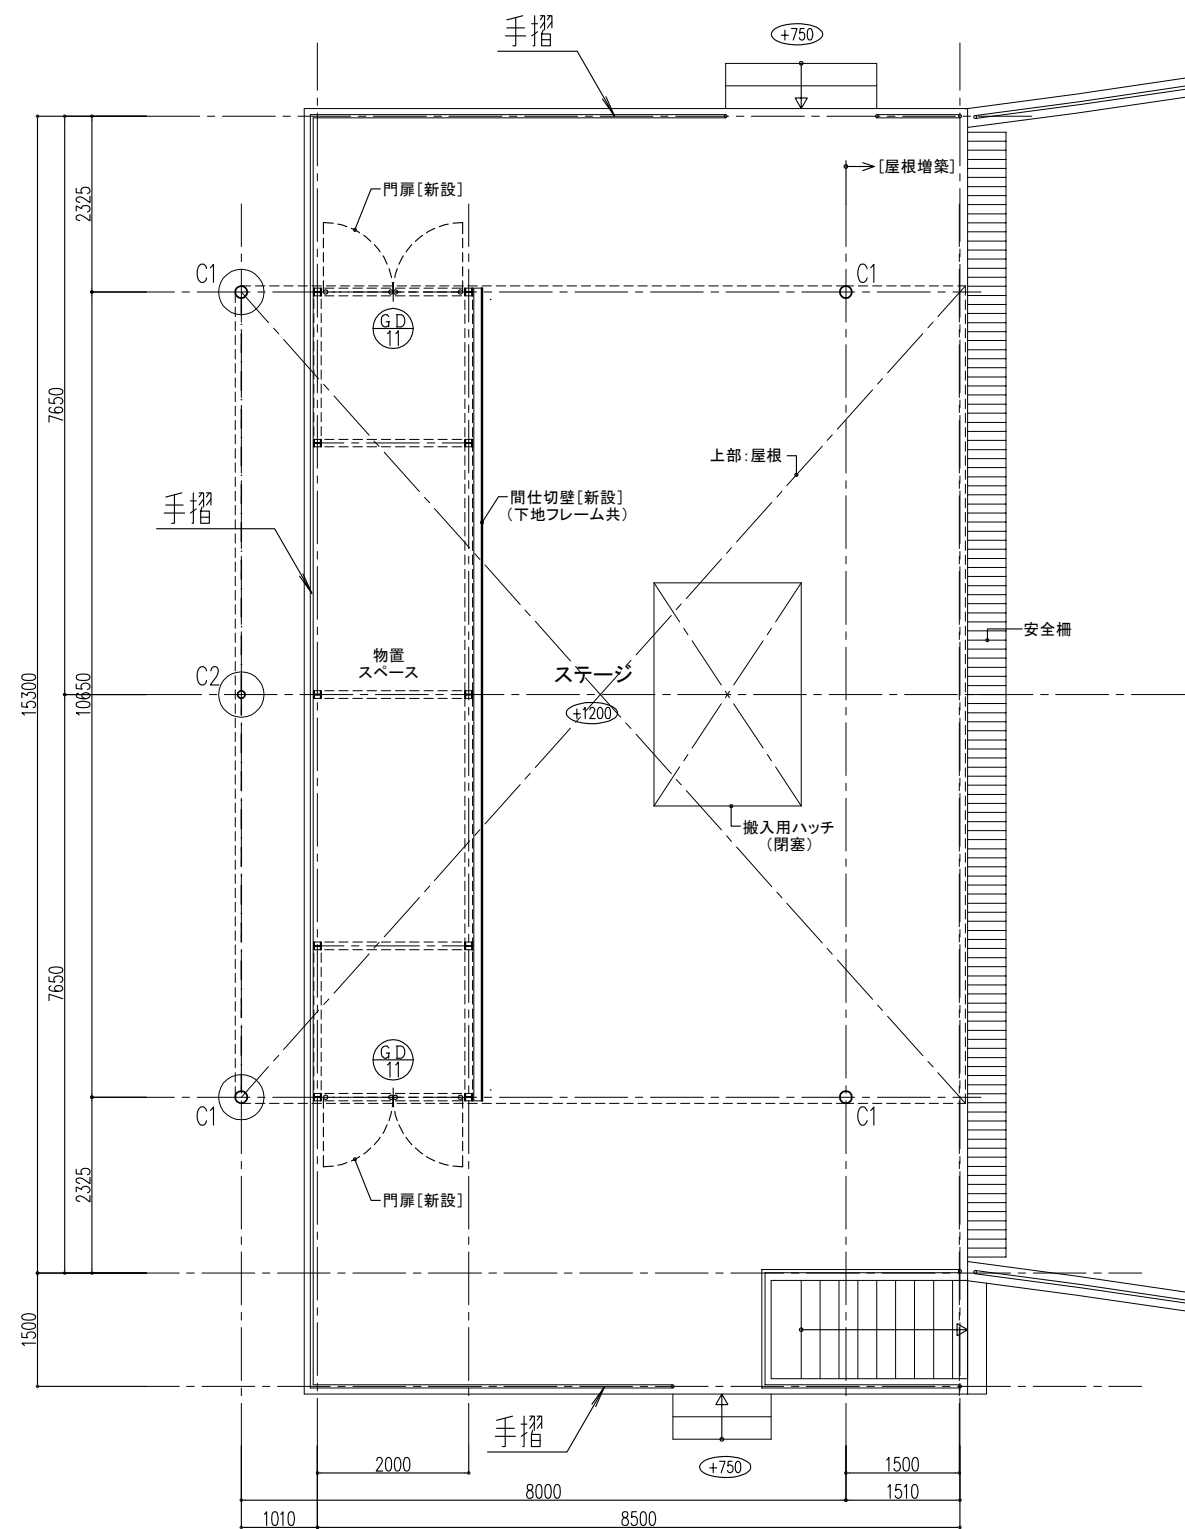 手摺
+750
[屋根増築]
2325
門扉[新設]
C1
C1
GD
11
7650
上部:屋根
間仕切壁[新設]
(下地フレーム共)
手摺
安全柵
物置
スペース
ステージ
C2
15300
10650
+1200
搬入用ハッチ
(閉塞)
7650
GD
11
C1
C1
2325
門扉[新設]
1500
手摺
+750
2000
1500
8000
1510
1010
8500